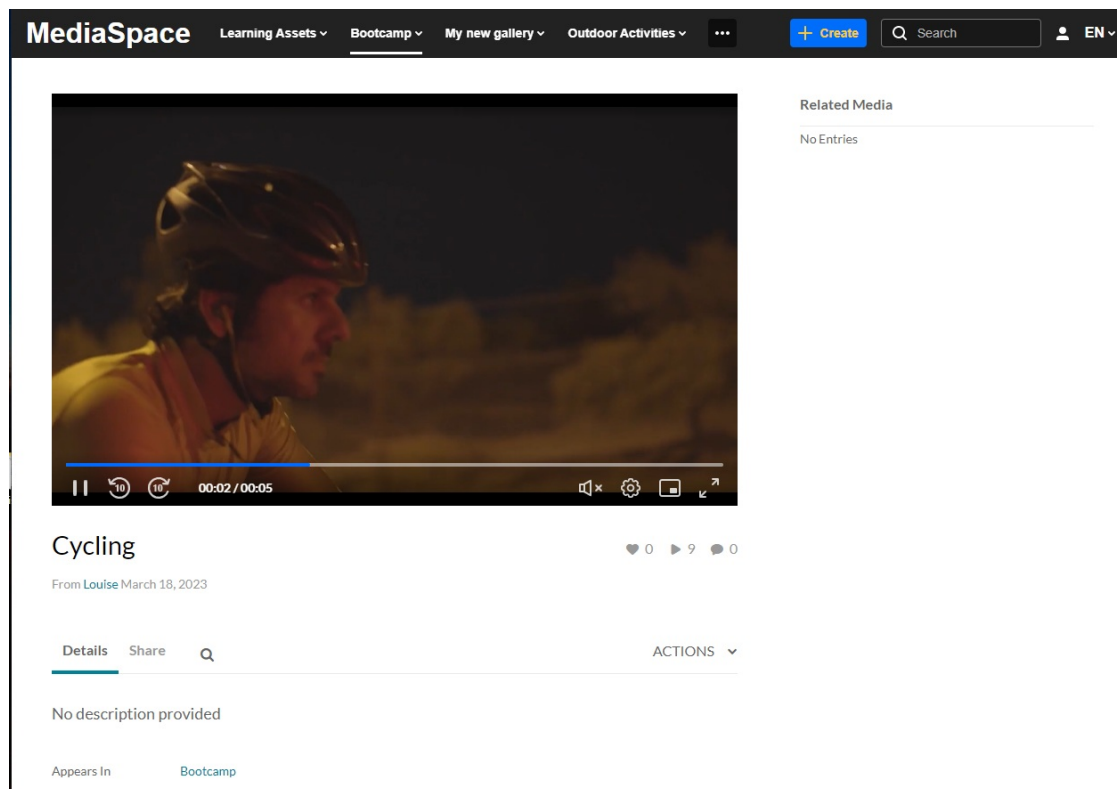 MediaSpace Learning Assets Bootcamp My new gallery Outdoor Activities ... + Create Search EN
Related Media
No Entries
10 10 00:02 / 00:05
Cycling 0 9 0
From Louise March 18, 2023
Details Share ACTIONS
No description provided
Appears In Bootcamp